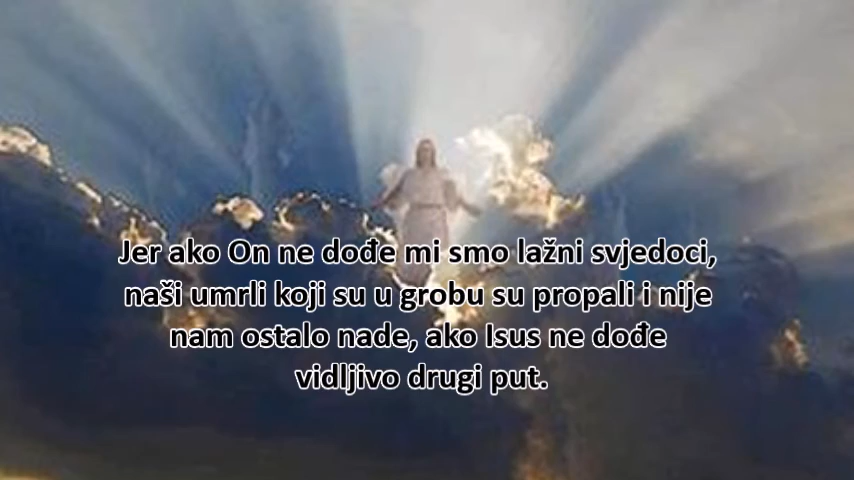 Jer ako On ne dođe mi smo lažni svjedoci,
naši umrli koji su u grobu su propali i nije
nam ostalo nade, ako Isus ne dođe
vidljivo drugi put.